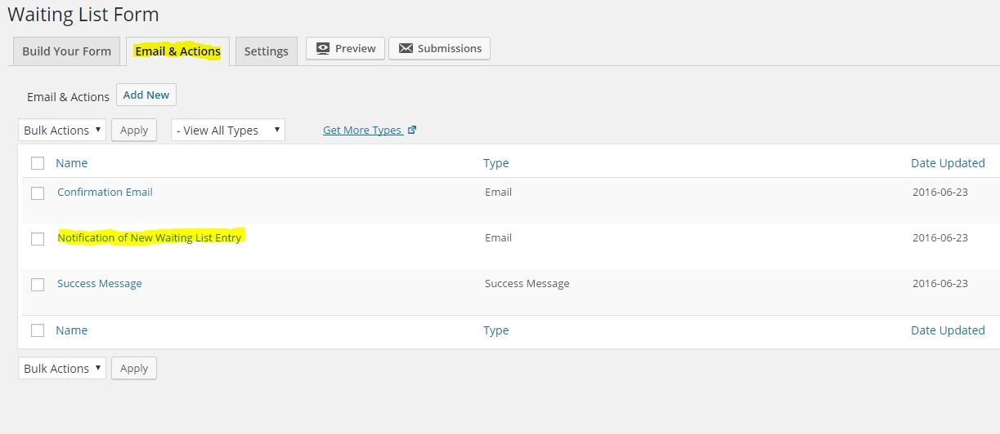 Waiting List Form
Build Your Form Email & Actions Settings Preview Submissions
Email & Actions Add New
Bulk Actions Apply - View All Types Get More Types
Name Type Date Updated
Confirmation Email Email 2016-06-23
Notification of New Waiting List Entry Email 2016-06-23
Success Message Success Message 2016-06-23
Name Type Date Updated
Bulk Actions Apply